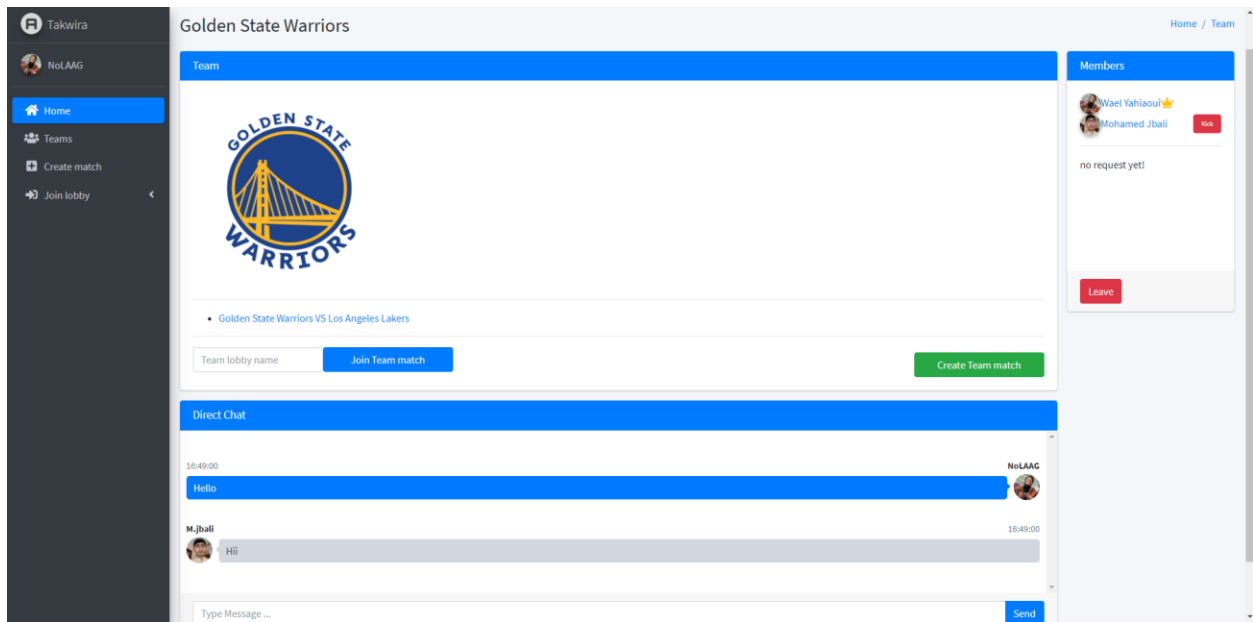 Takwira
NoLAAG
Home
Teams
Create match
Join lobby
Golden State Warriors
Home / Team
Team
GOLDEN STATE
WARRIORS
Golden State Warriors VS Los Angeles Lakers
Team lobby name
Join Team match
Create Team match
Members
Wael Yahiaoui
Mohamed Jbali
Kick
no request yet!
Leave
Direct Chat
16:49:00
NoLAAG
Hello
M.jbali
16:49:00
Hii
Type Message ...
Send